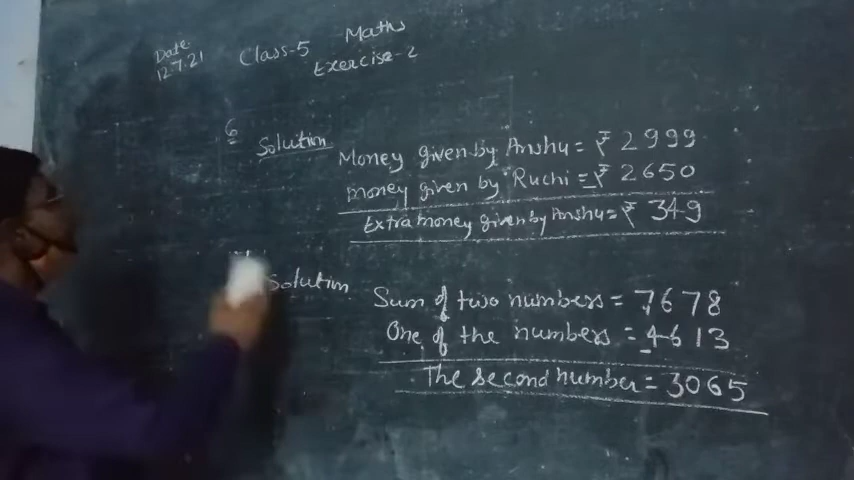 Maths
Date
12.7.21
Class-5
Exercise-2
6
Solution
Money given by Anshu = ₹ 2999
Money given by Ruchi = - ₹ 2650
Extra money given by Anshu = ₹ 349
Solution
Sum of two numbers = 7678
One of the numbers = - 4613
The second number = 3065